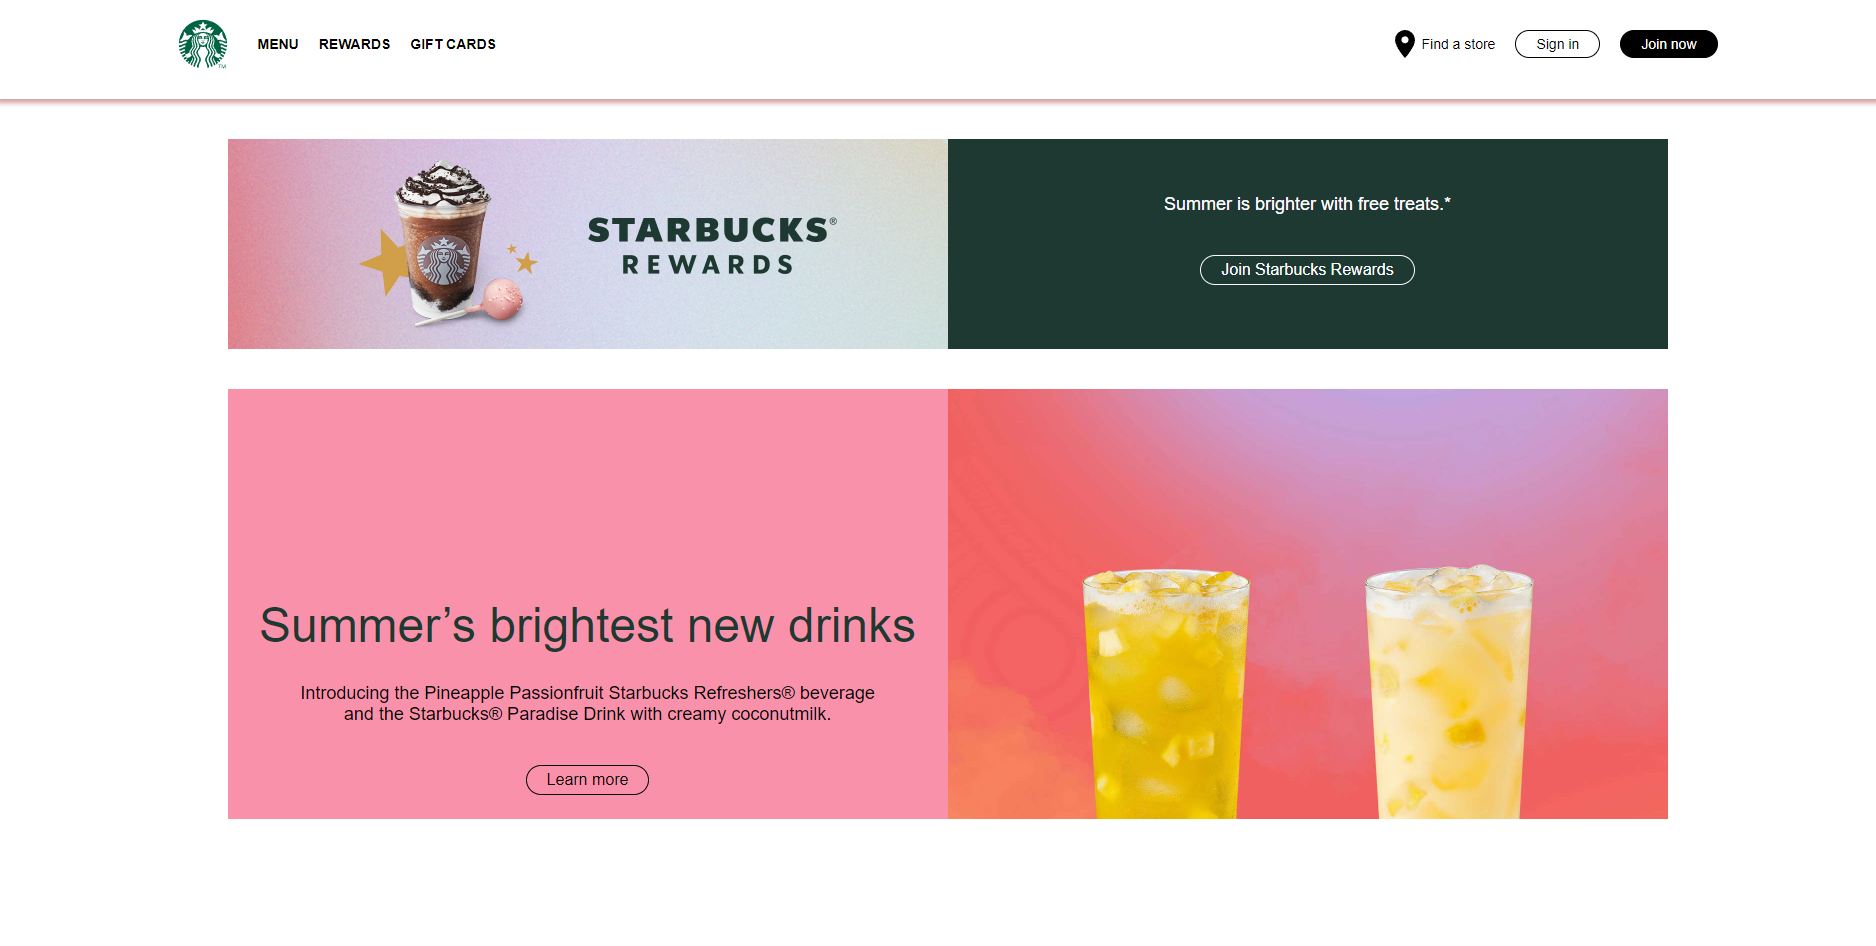 TM
MENU
REWARDS
GIFT CARDS
Find a store
Sign in
Join now
STARBUCKS®
REWARDS
Summer is brighter with free treats.*
Join Starbucks Rewards
Summer’s brightest new drinks
Introducing the Pineapple Passionfruit Starbucks Refreshers® beverage
and the Starbucks® Paradise Drink with creamy coconutmilk.
Learn more